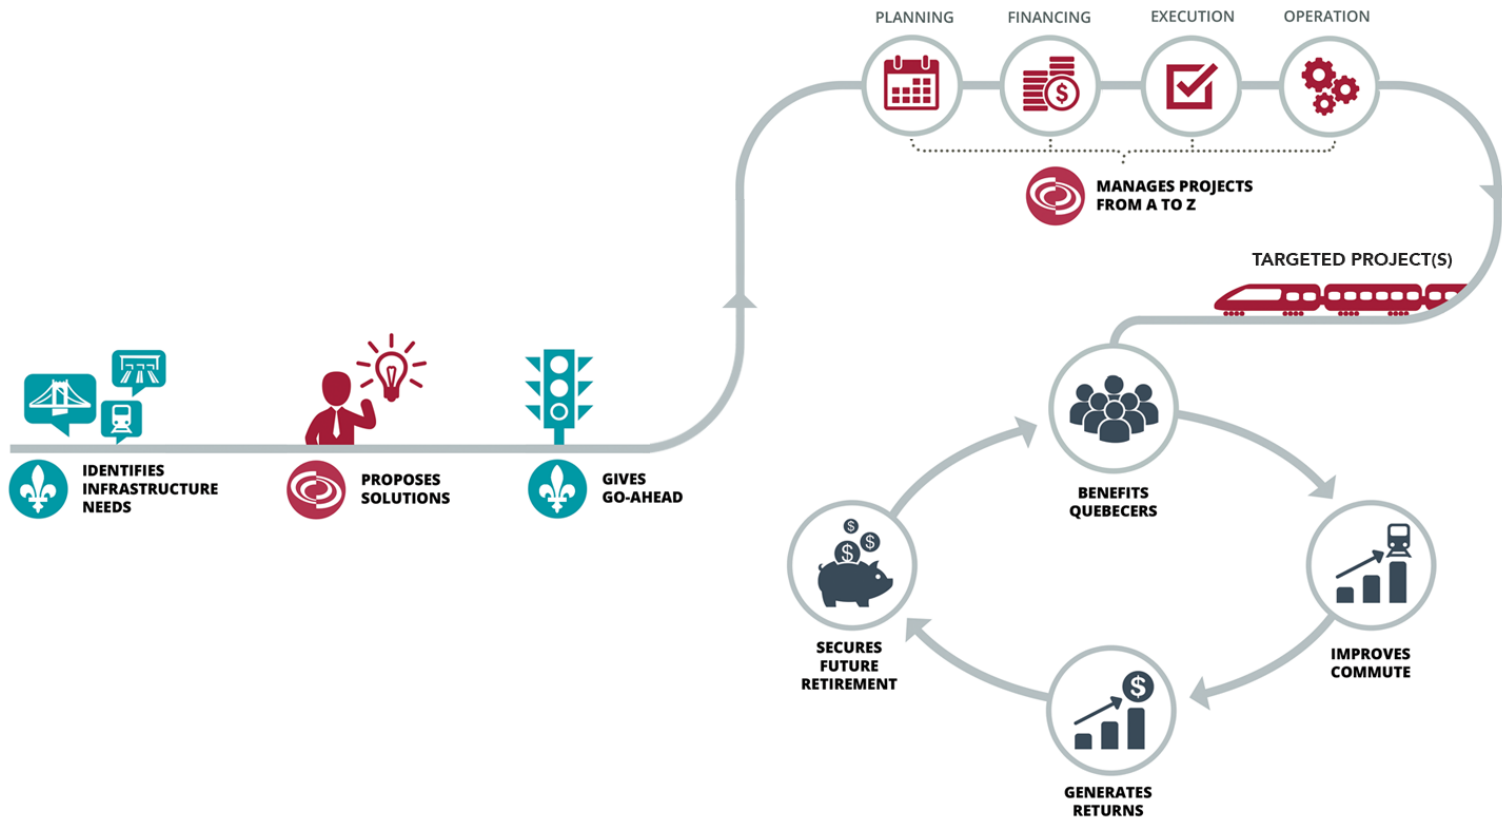 PLANNING
FINANCING
EXECUTION
OPERATION
$
MANAGES PROJECTS
FROM A TO Z
TARGETED PROJECT(S)
IDENTIFIES
INFRASTRUCTURE
NEEDS
PROPOSES
SOLUTIONS
GIVES
GO-AHEAD
BENEFITS
QUEBECERS
IMPROVES
COMMUTE
$
GENERATES
RETURNS
$
$
$
SECURES
FUTURE
RETIREMENT